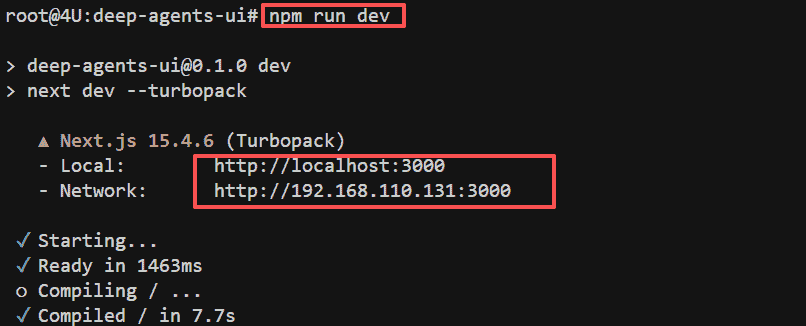 root@4U:deep-agents-ui# npm run dev
> deep-agents-ui@0.1.0 dev
> next dev --turbopack
▲ Next.js 15.4.6 (Turbopack)
- Local: http://localhost:3000
- Network: http://192.168.110.131:3000
✓ Starting...
✓ Ready in 1463ms
○ Compiling / ...
✓ Compiled / in 7.7s